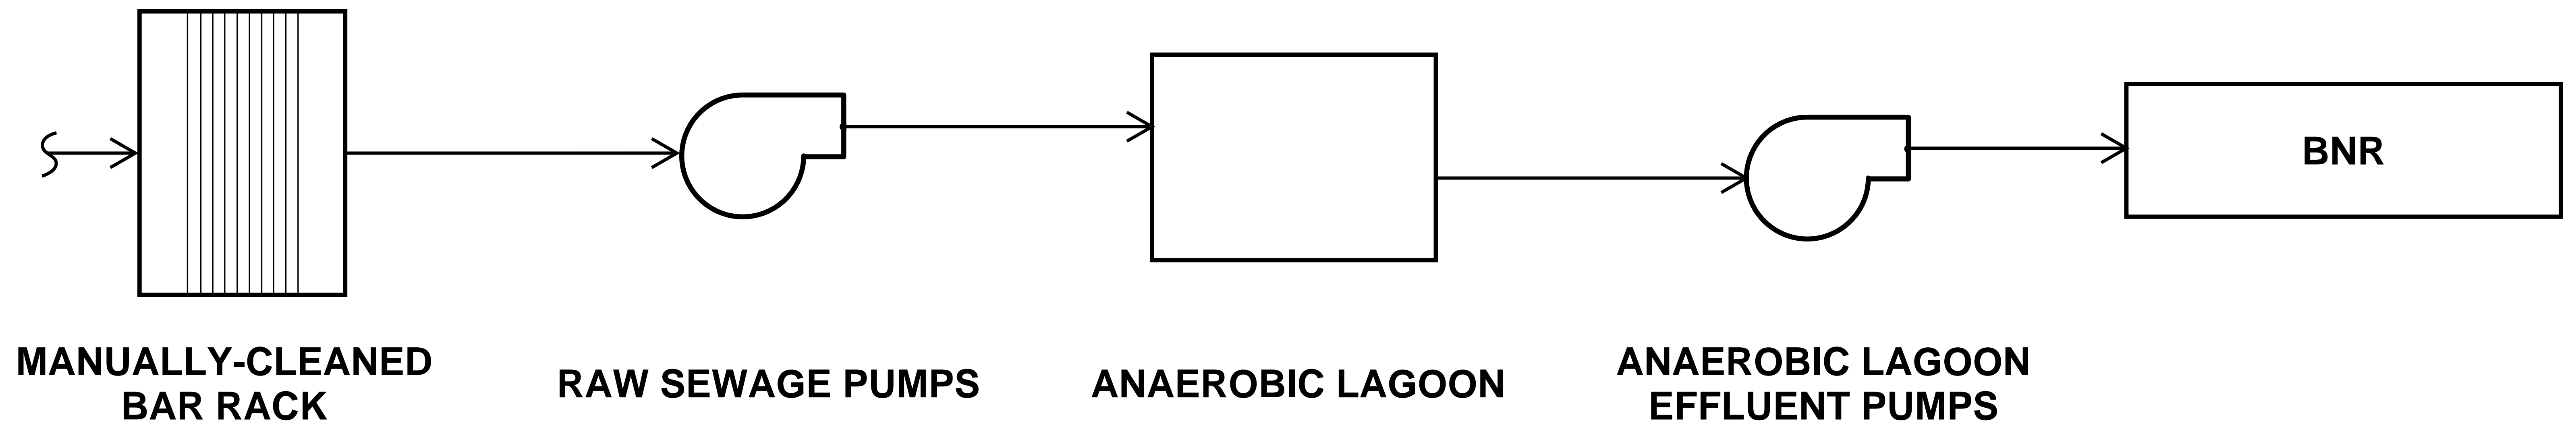 BNR
MANUALLY-CLEANED
BAR RACK
RAW SEWAGE PUMPS
ANAEROBIC LAGOON
ANAEROBIC LAGOON
EFFLUENT PUMPS